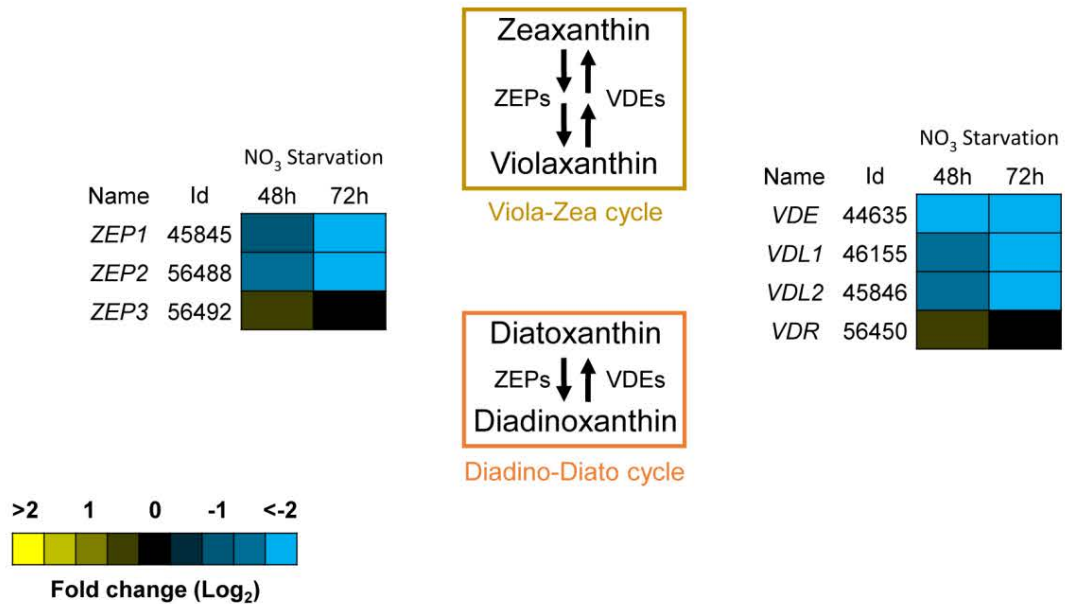 Zeaxanthin
ZEPs VDEs
Violaxanthin
Viola-Zea cycle
NO3 Starvation
Name Id 48h 72h
ZEP1 45845
ZEP2 56488
ZEP3 56492
NO3 Starvation
Name Id 48h 72h
VDE 44635
VDL1 46155
VDL2 45846
VDR 56450
Diatoxanthin
ZEPs VDEs
Diadinoxanthin
Diadino-Diato cycle
>2 1 0 -1 <-2
Fold change (Log2)